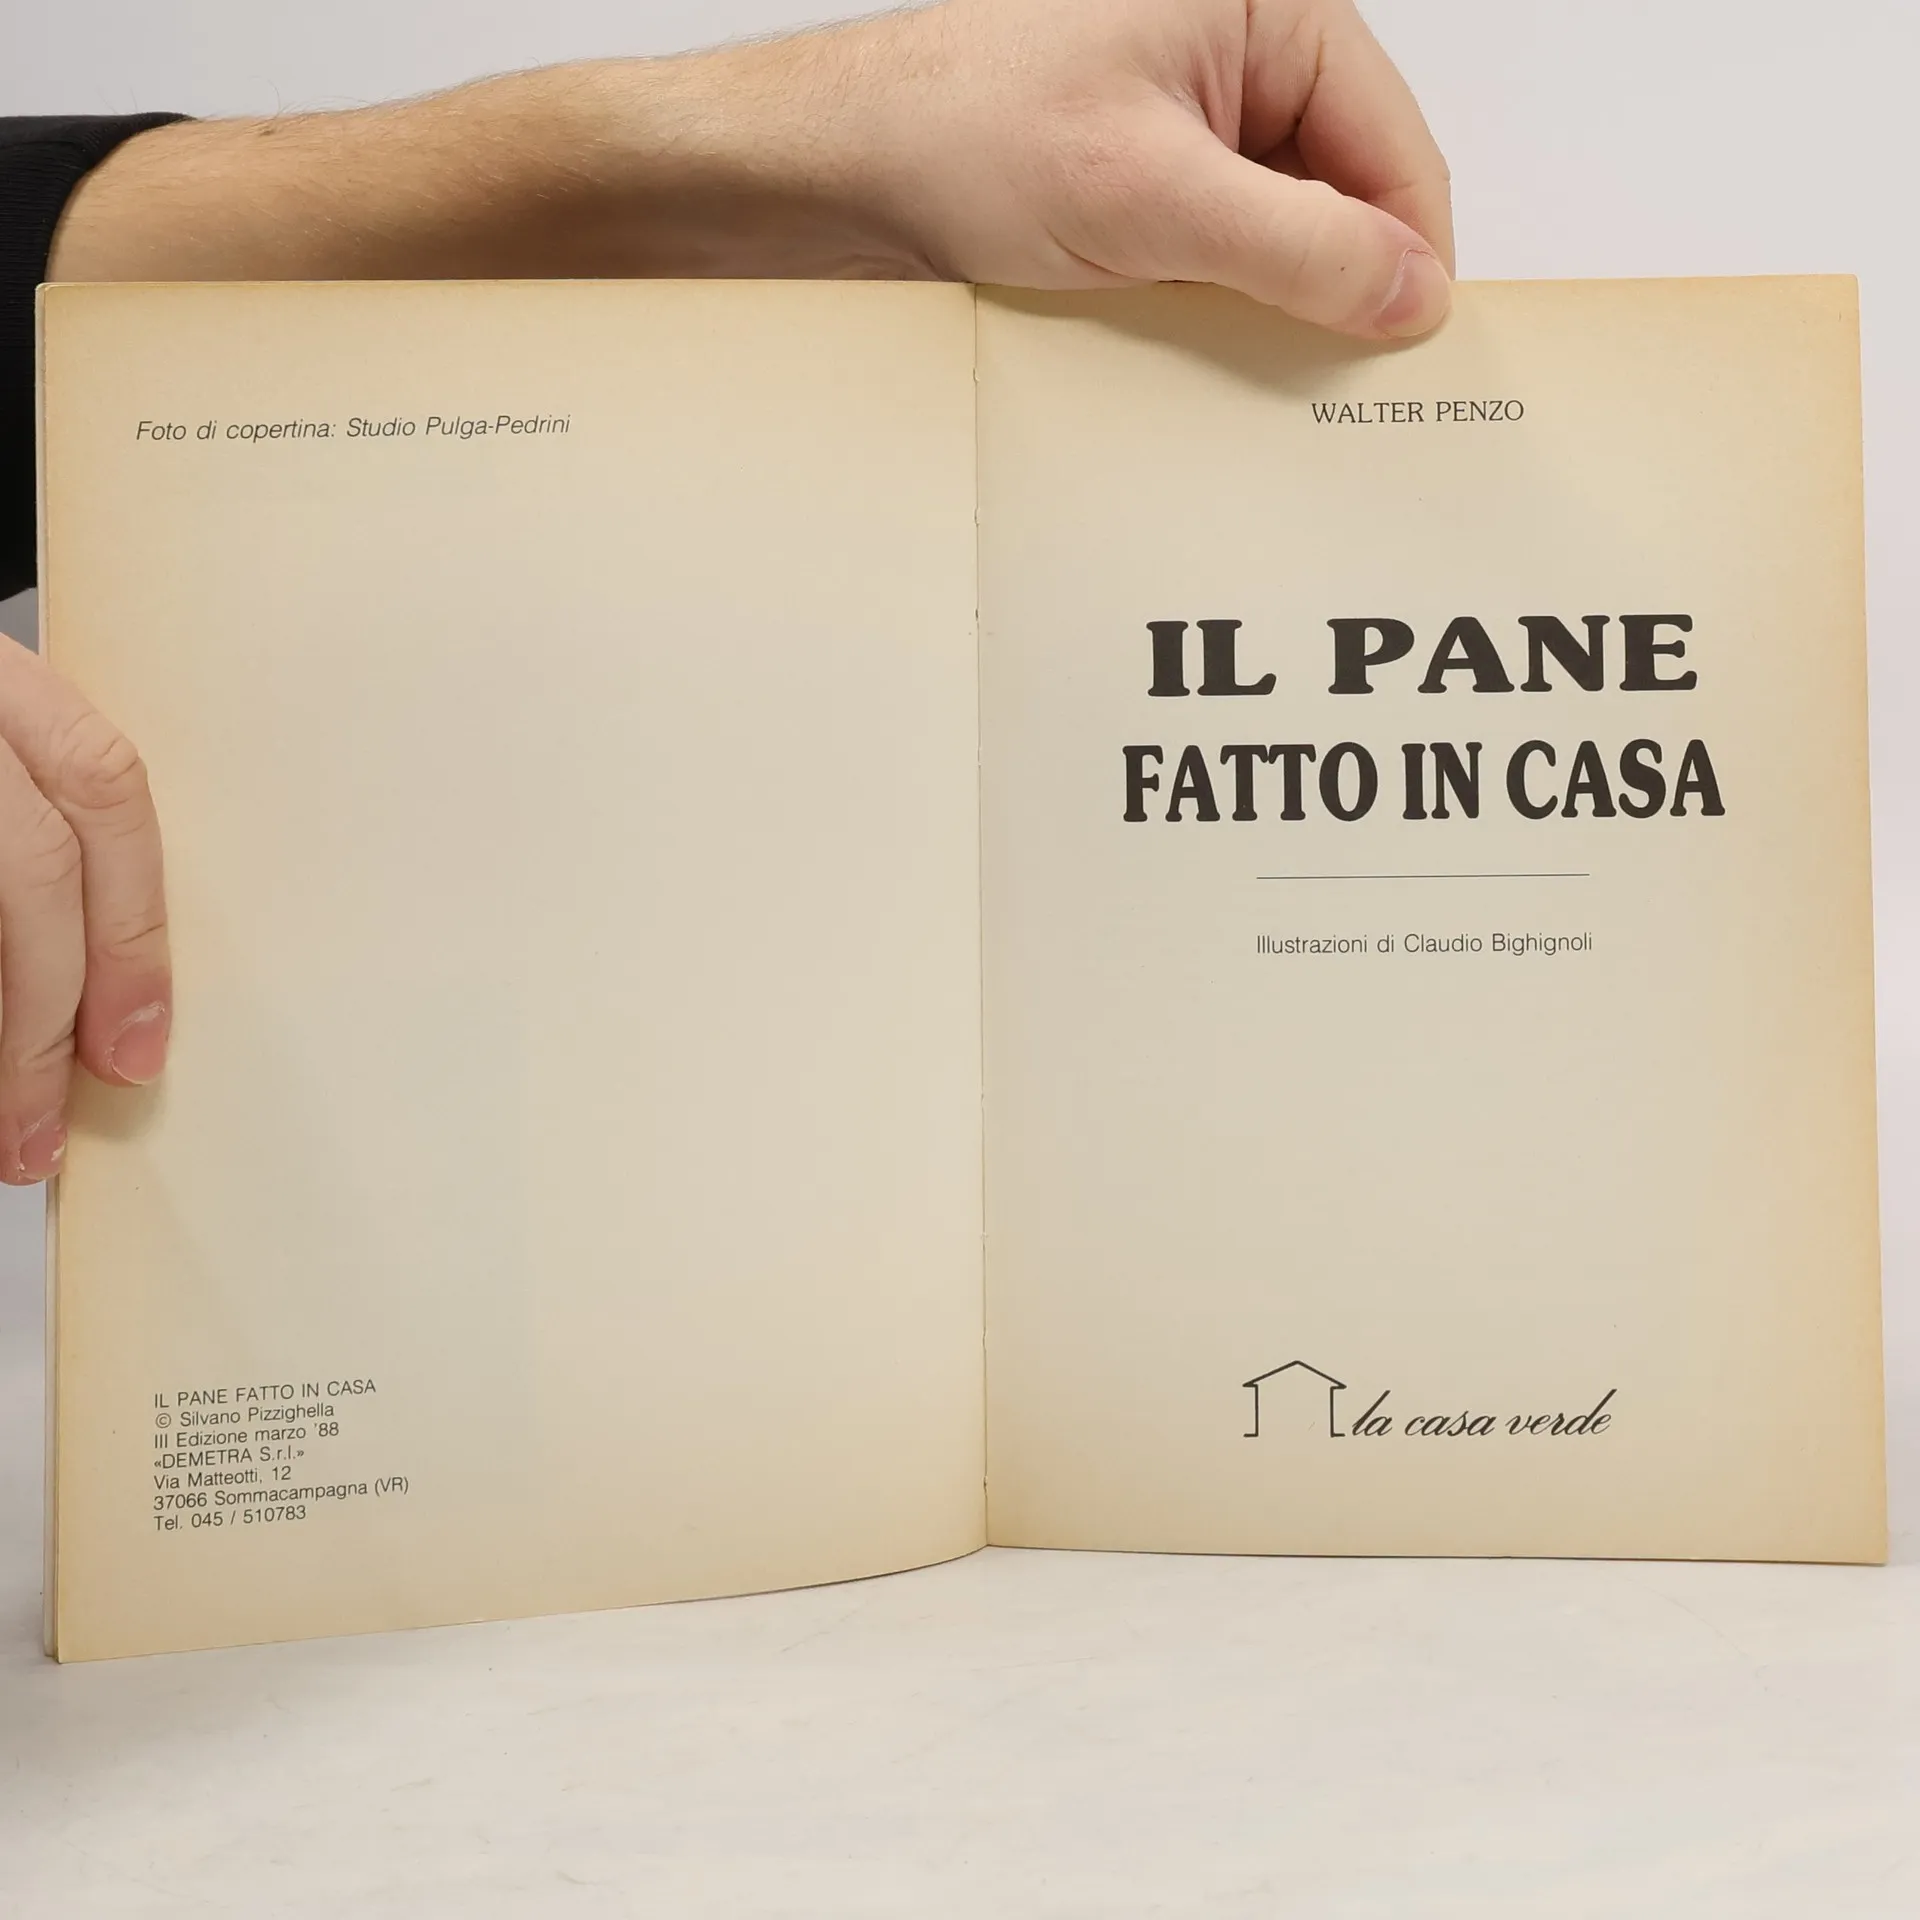 Foto di copertina: Studio Pulga-Pedrini
IL PANE FATTO IN CASA
© Silvano Pizzighella
III Edizione marzo '88
«DEMETRA S.r.l.»
Via Matteotti, 12
37066 Sommacampagna (VR)
Tel. 045 / 510783
WALTER PENZO
IL PANE
FATTO IN CASA
Illustrazioni di Claudio Bighignoli
la casa verde